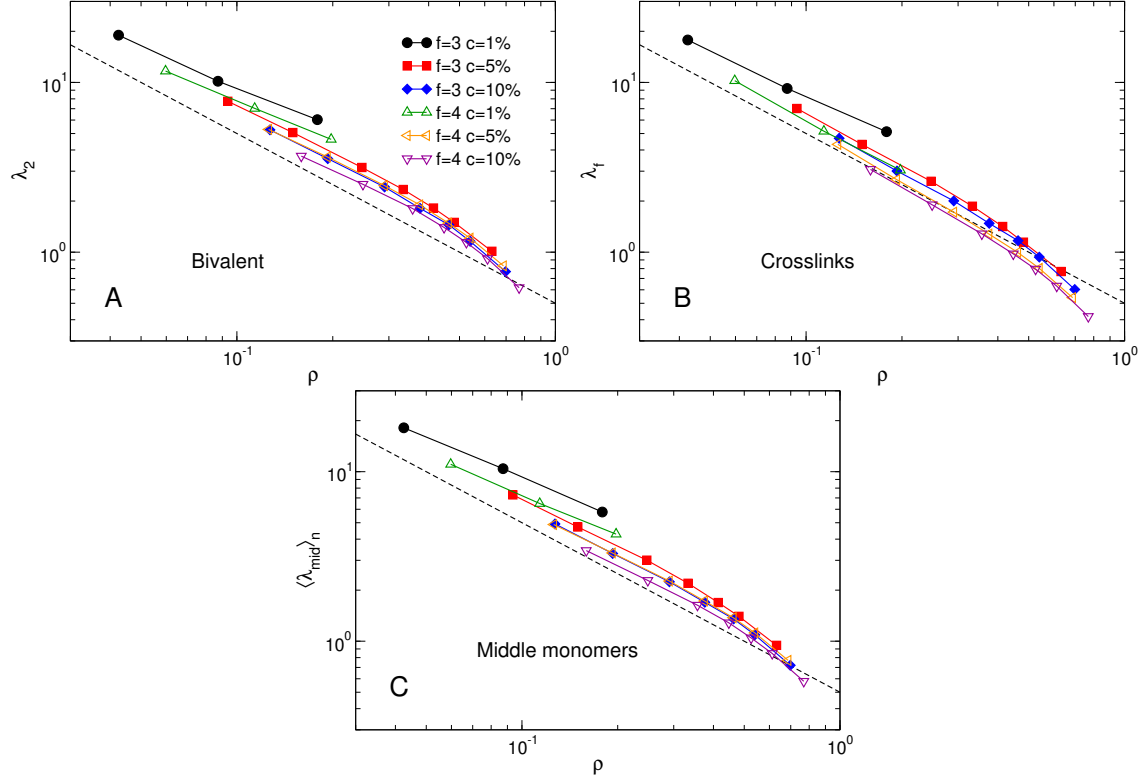 10¹
10⁰
λ₂
f=3 c=1%
f=3 c=5%
f=3 c=10%
f=4 c=1%
f=4 c=5%
f=4 c=10%
Bivalent
A
10⁻¹
10⁰
ρ
10¹
10⁰
λf
Crosslinks
B
10⁻¹
10⁰
ρ
10¹
10⁰
⟨λmid⟩n
Middle monomers
C
10⁻¹
10⁰
ρ